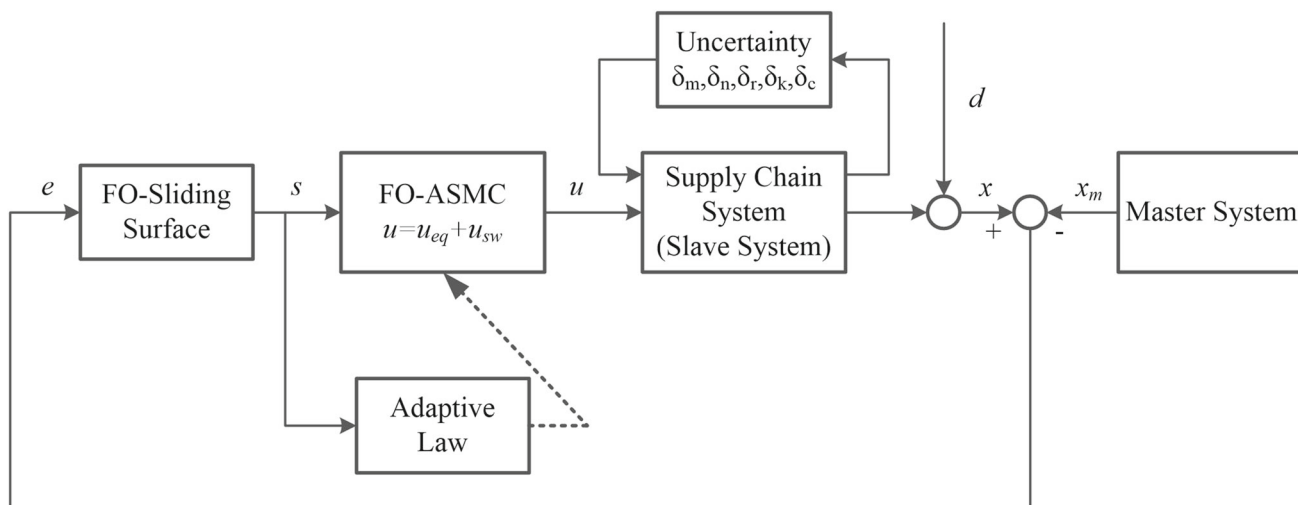 Uncertainty
δm,δn,δr,δk,δc
d
e
FO-Sliding
Surface
s
FO-ASMC
u=ueq+usw
u
Supply Chain
System
(Slave System)
x
+
xm
-
Master System
Adaptive
Law